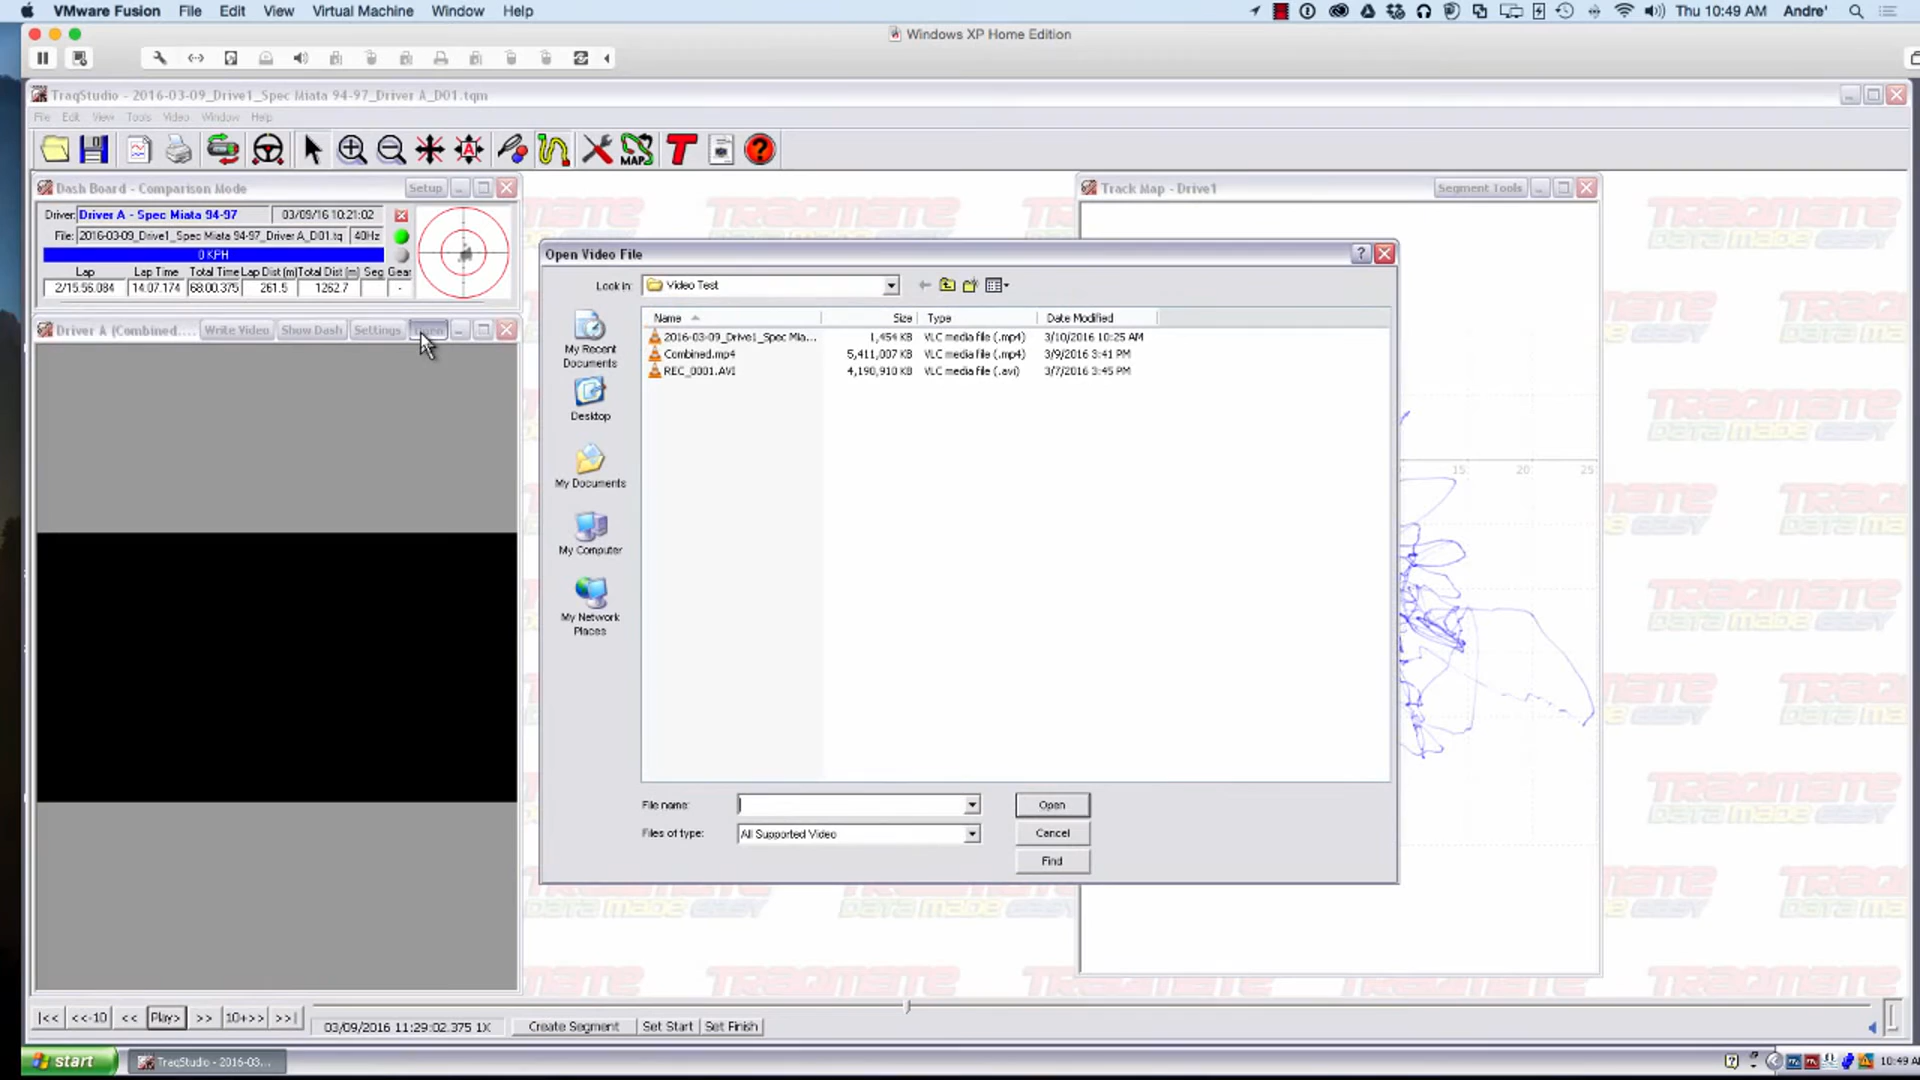 VMware Fusion File Edit View Virtual Machine Window Help Thu 10:49 AM Andre'
Windows XP Home Edition
TraqStudio - 2016-03-09_Drive1_Spec Miata 94-97_Driver A_D01.tqm
File Edit View Tools Video Window Help
MAP
Dash Board - Comparison Mode Setup
Track Map - Drive1 Segment Tools
Driver: Driver A - Spec Miata 94-97 03/09/16 10:21:02
File: 2016-03-09_Drive1_Spec Miata 94-97_Driver A_D01.tq 40Hz
0 KPH
Lap Lap Time Total Time Lap Dist (m) Total Dist (m) Seg Gear
2/15:56.084 14:07.174 68:00.375 261.5 1262.7 -
Driver A (Combined.... Write Video Show Dash Settings
Open Video File
Look in: Video Test
Name Size Type Date Modified
2016-03-09_Drive1_Spec Mia... 1,454 KB VLC media file (.mp4) 3/10/2016 10:25 AM
Combined.mp4 5,411,007 KB VLC media file (.mp4) 3/9/2016 3:41 PM
REC_0001.AVI 4,190,910 KB VLC media file (.avi) 3/7/2016 3:45 PM
My Recent
Documents
Desktop
My Documents
My Computer
My Network
Places
File name: Open
Files of type: All Supported Video Cancel
Find
15 20 25
TRAQMATE
DATA MADE EASY
|<< <<-10 << Play> >> 10+>> >>|
03/09/2016 11:29:02.375 1X Create Segment Set Start Set Finish
start TraqStudio - 2016-03... 10:49 A